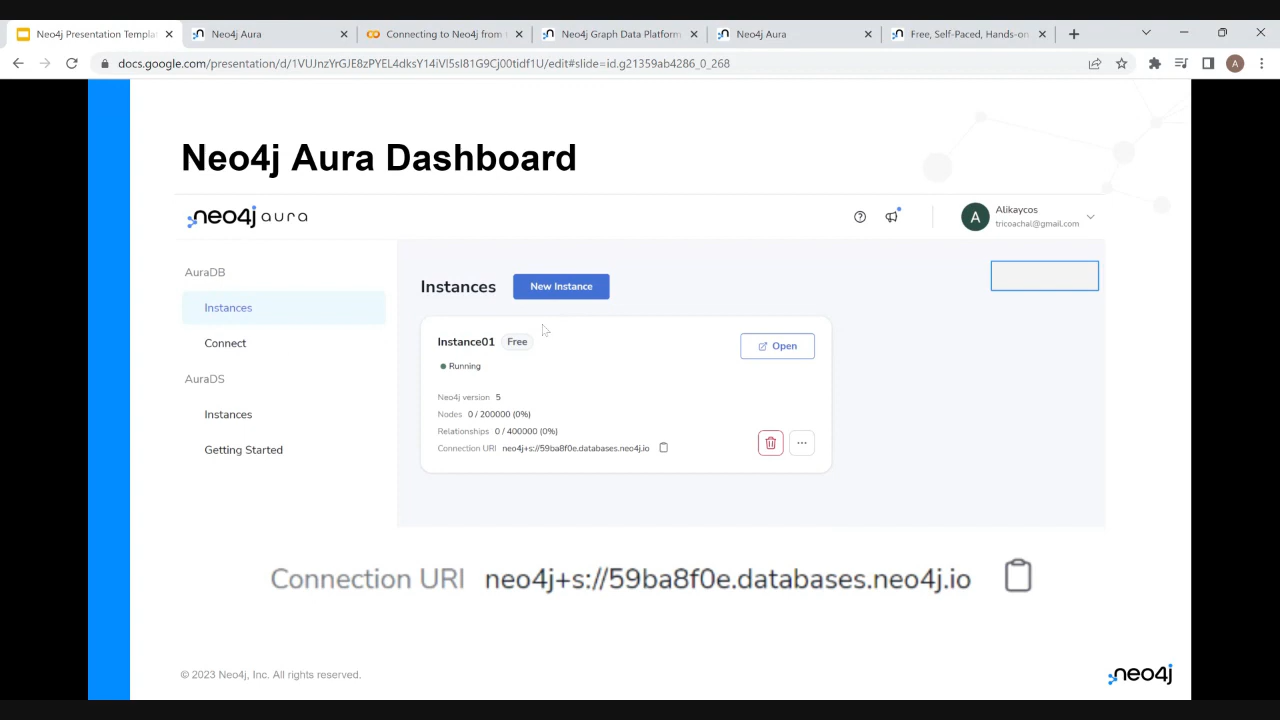 Neo4j Presentation Templa
Neo4j Aura
Connecting to Neo4j from
Neo4j Graph Data Platform
Neo4j Aura
Free, Self-Paced, Hands-on
docs.google.com/presentation/d/1VUJnzYrGJE8zPYEL4dksY14iVl5sI81G9Cj00tidf1U/edit#slide=id.g21359ab4286_0_268
A
Neo4j Aura Dashboard
neo4j aura
A
Alikaycos
tricoachal@gmail.com
AuraDB
Instances
Connect
AuraDS
Instances
Getting Started
Instances
New Instance
Instance01
Free
Open
Running
Neo4j version 5
Nodes 0 / 200000 (0%)
Relationships 0 / 400000 (0%)
Connection URI neo4j+s://59ba8f0e.databases.neo4j.io
Connection URI neo4j+s://59ba8f0e.databases.neo4j.io
© 2023 Neo4j, Inc. All rights reserved.
neo4j